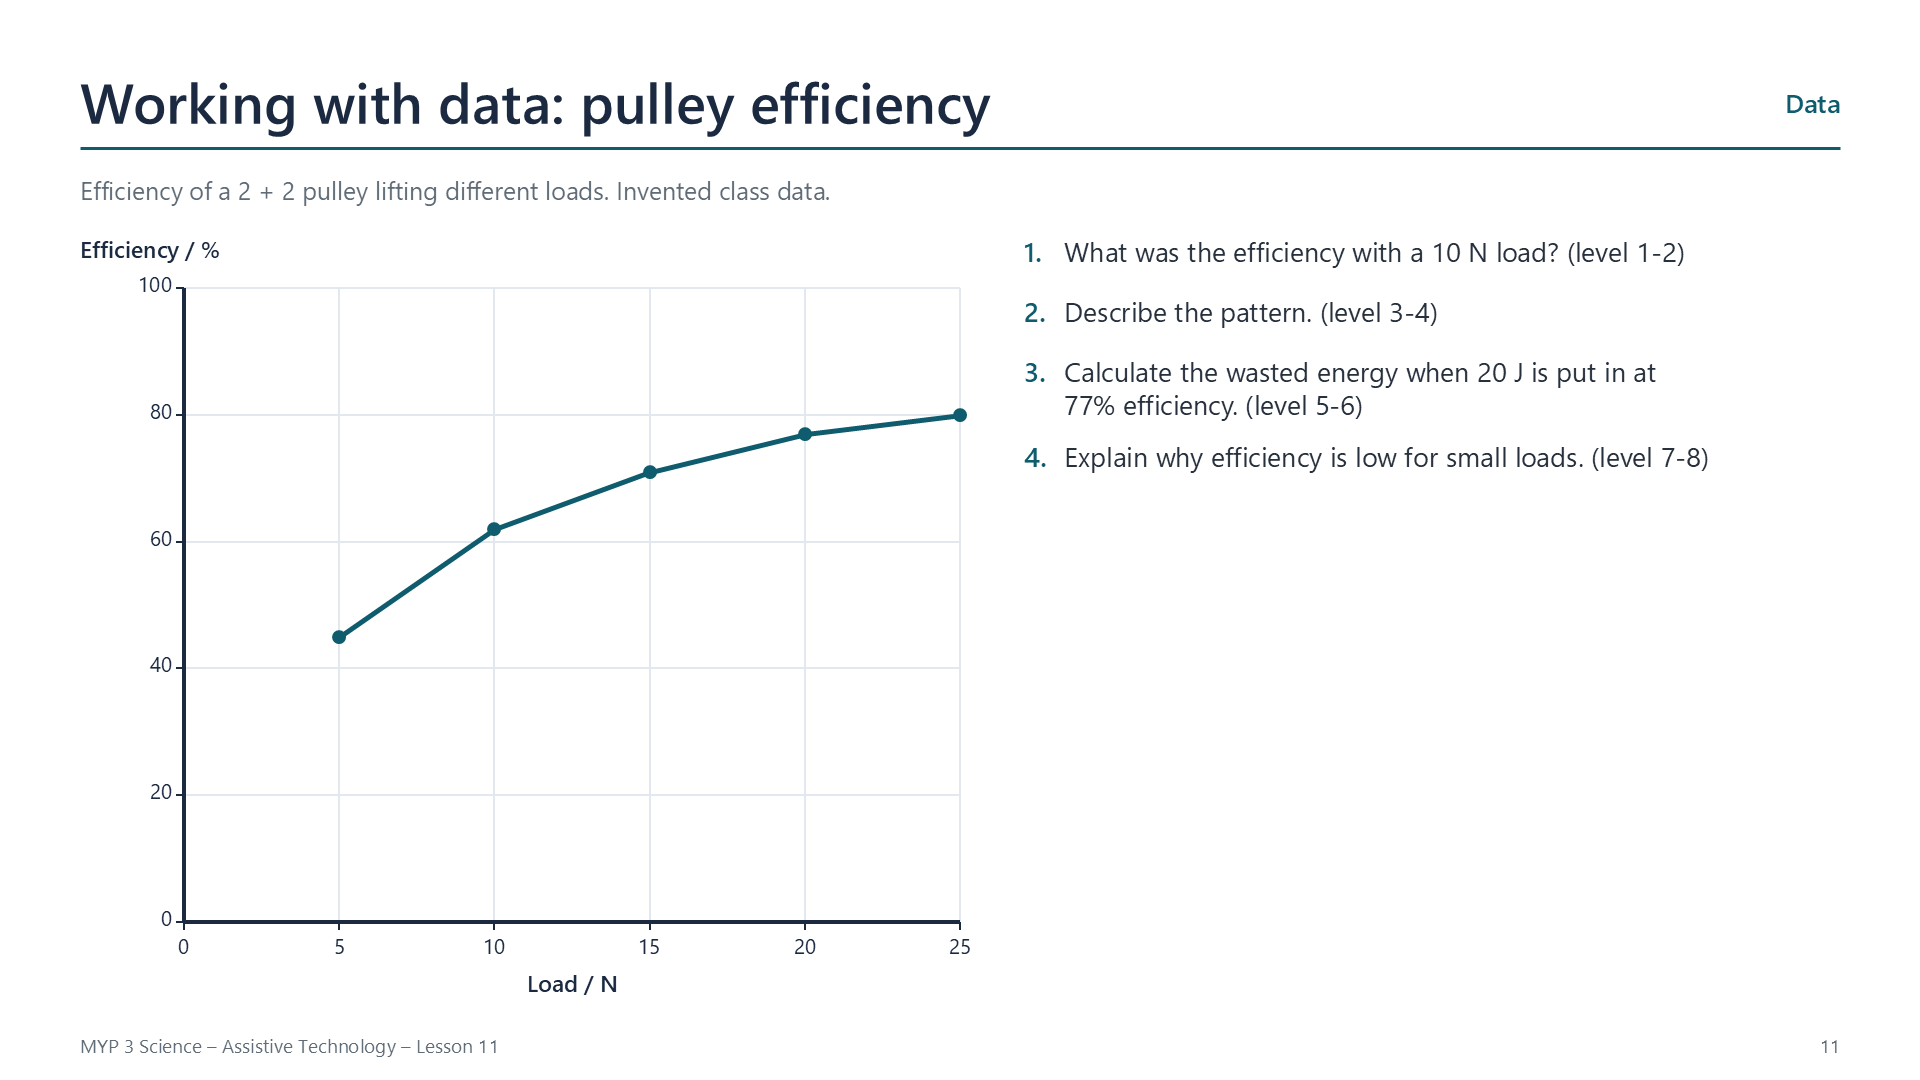 Working with data: pulley efficiency
Data
Efficiency of a 2 + 2 pulley lifting different loads. Invented class data.
Efficiency / %
100
80
60
40
20
0
0 5 10 15 20 25
Load / N
1. What was the efficiency with a 10 N load? (level 1-2)
2. Describe the pattern. (level 3-4)
3. Calculate the wasted energy when 20 J is put in at
77% efficiency. (level 5-6)
4. Explain why efficiency is low for small loads. (level 7-8)
MYP 3 Science – Assistive Technology – Lesson 11
11